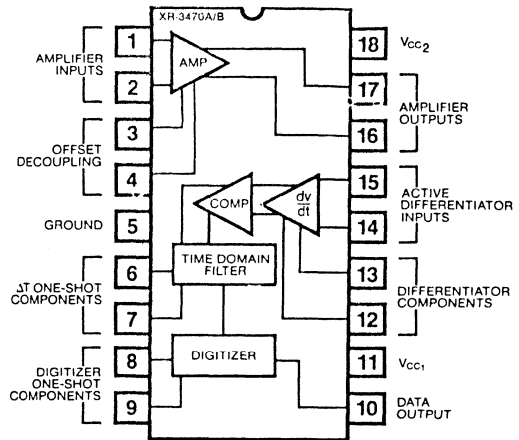 XR-3470A/B
1
2
3
4
5
6
7
8
9
18
17
16
15
14
13
12
11
10
AMPLIFIER
INPUTS
OFFSET
DECOUPLING
GROUND
ΔT ONE-SHOT
COMPONENTS
DIGITIZER
ONE-SHOT
COMPONENTS
AMP
COMP
dv
dt
TIME DOMAIN
FILTER
DIGITIZER
VCC2
AMPLIFIER
OUTPUTS
ACTIVE
DIFFERENTIATOR
INPUTS
DIFFERENTIATOR
COMPONENTS
VCC1
DATA
OUTPUT